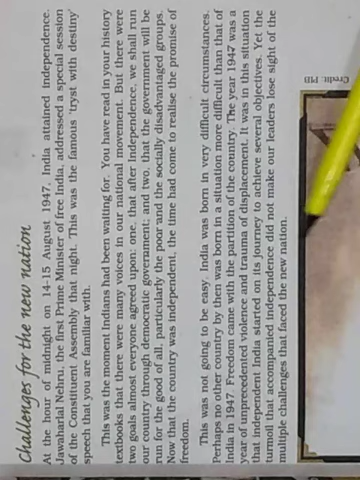 Challenges for the new nation
At the hour of midnight on 14-15 August 1947, India attained independence.
Jawaharlal Nehru, the first Prime Minister of free India, addressed a special session
of the Constituent Assembly that night. This was the famous 'tryst with destiny'
speech that you are familiar with.
This was the moment Indians had been waiting for. You have read in your history
textbooks that there were many voices in our national movement. But there were
two goals almost everyone agreed upon: one, that after Independence, we shall run
our country through democratic government; and two, that the government will be
run for the good of all, particularly the poor and the socially disadvantaged groups.
Now that the country was independent, the time had come to realise the promise of
freedom.
This was not going to be easy. India was born in very difficult circumstances.
Perhaps no other country by then was born in a situation more difficult than that of
India in 1947. Freedom came with the partition of the country. The year 1947 was a
year of unprecedented violence and trauma of displacement. It was in this situation
that independent India started on its journey to achieve several objectives. Yet the
turmoil that accompanied independence did not make our leaders lose sight of the
multiple challenges that faced the new nation.
Credit: PIB